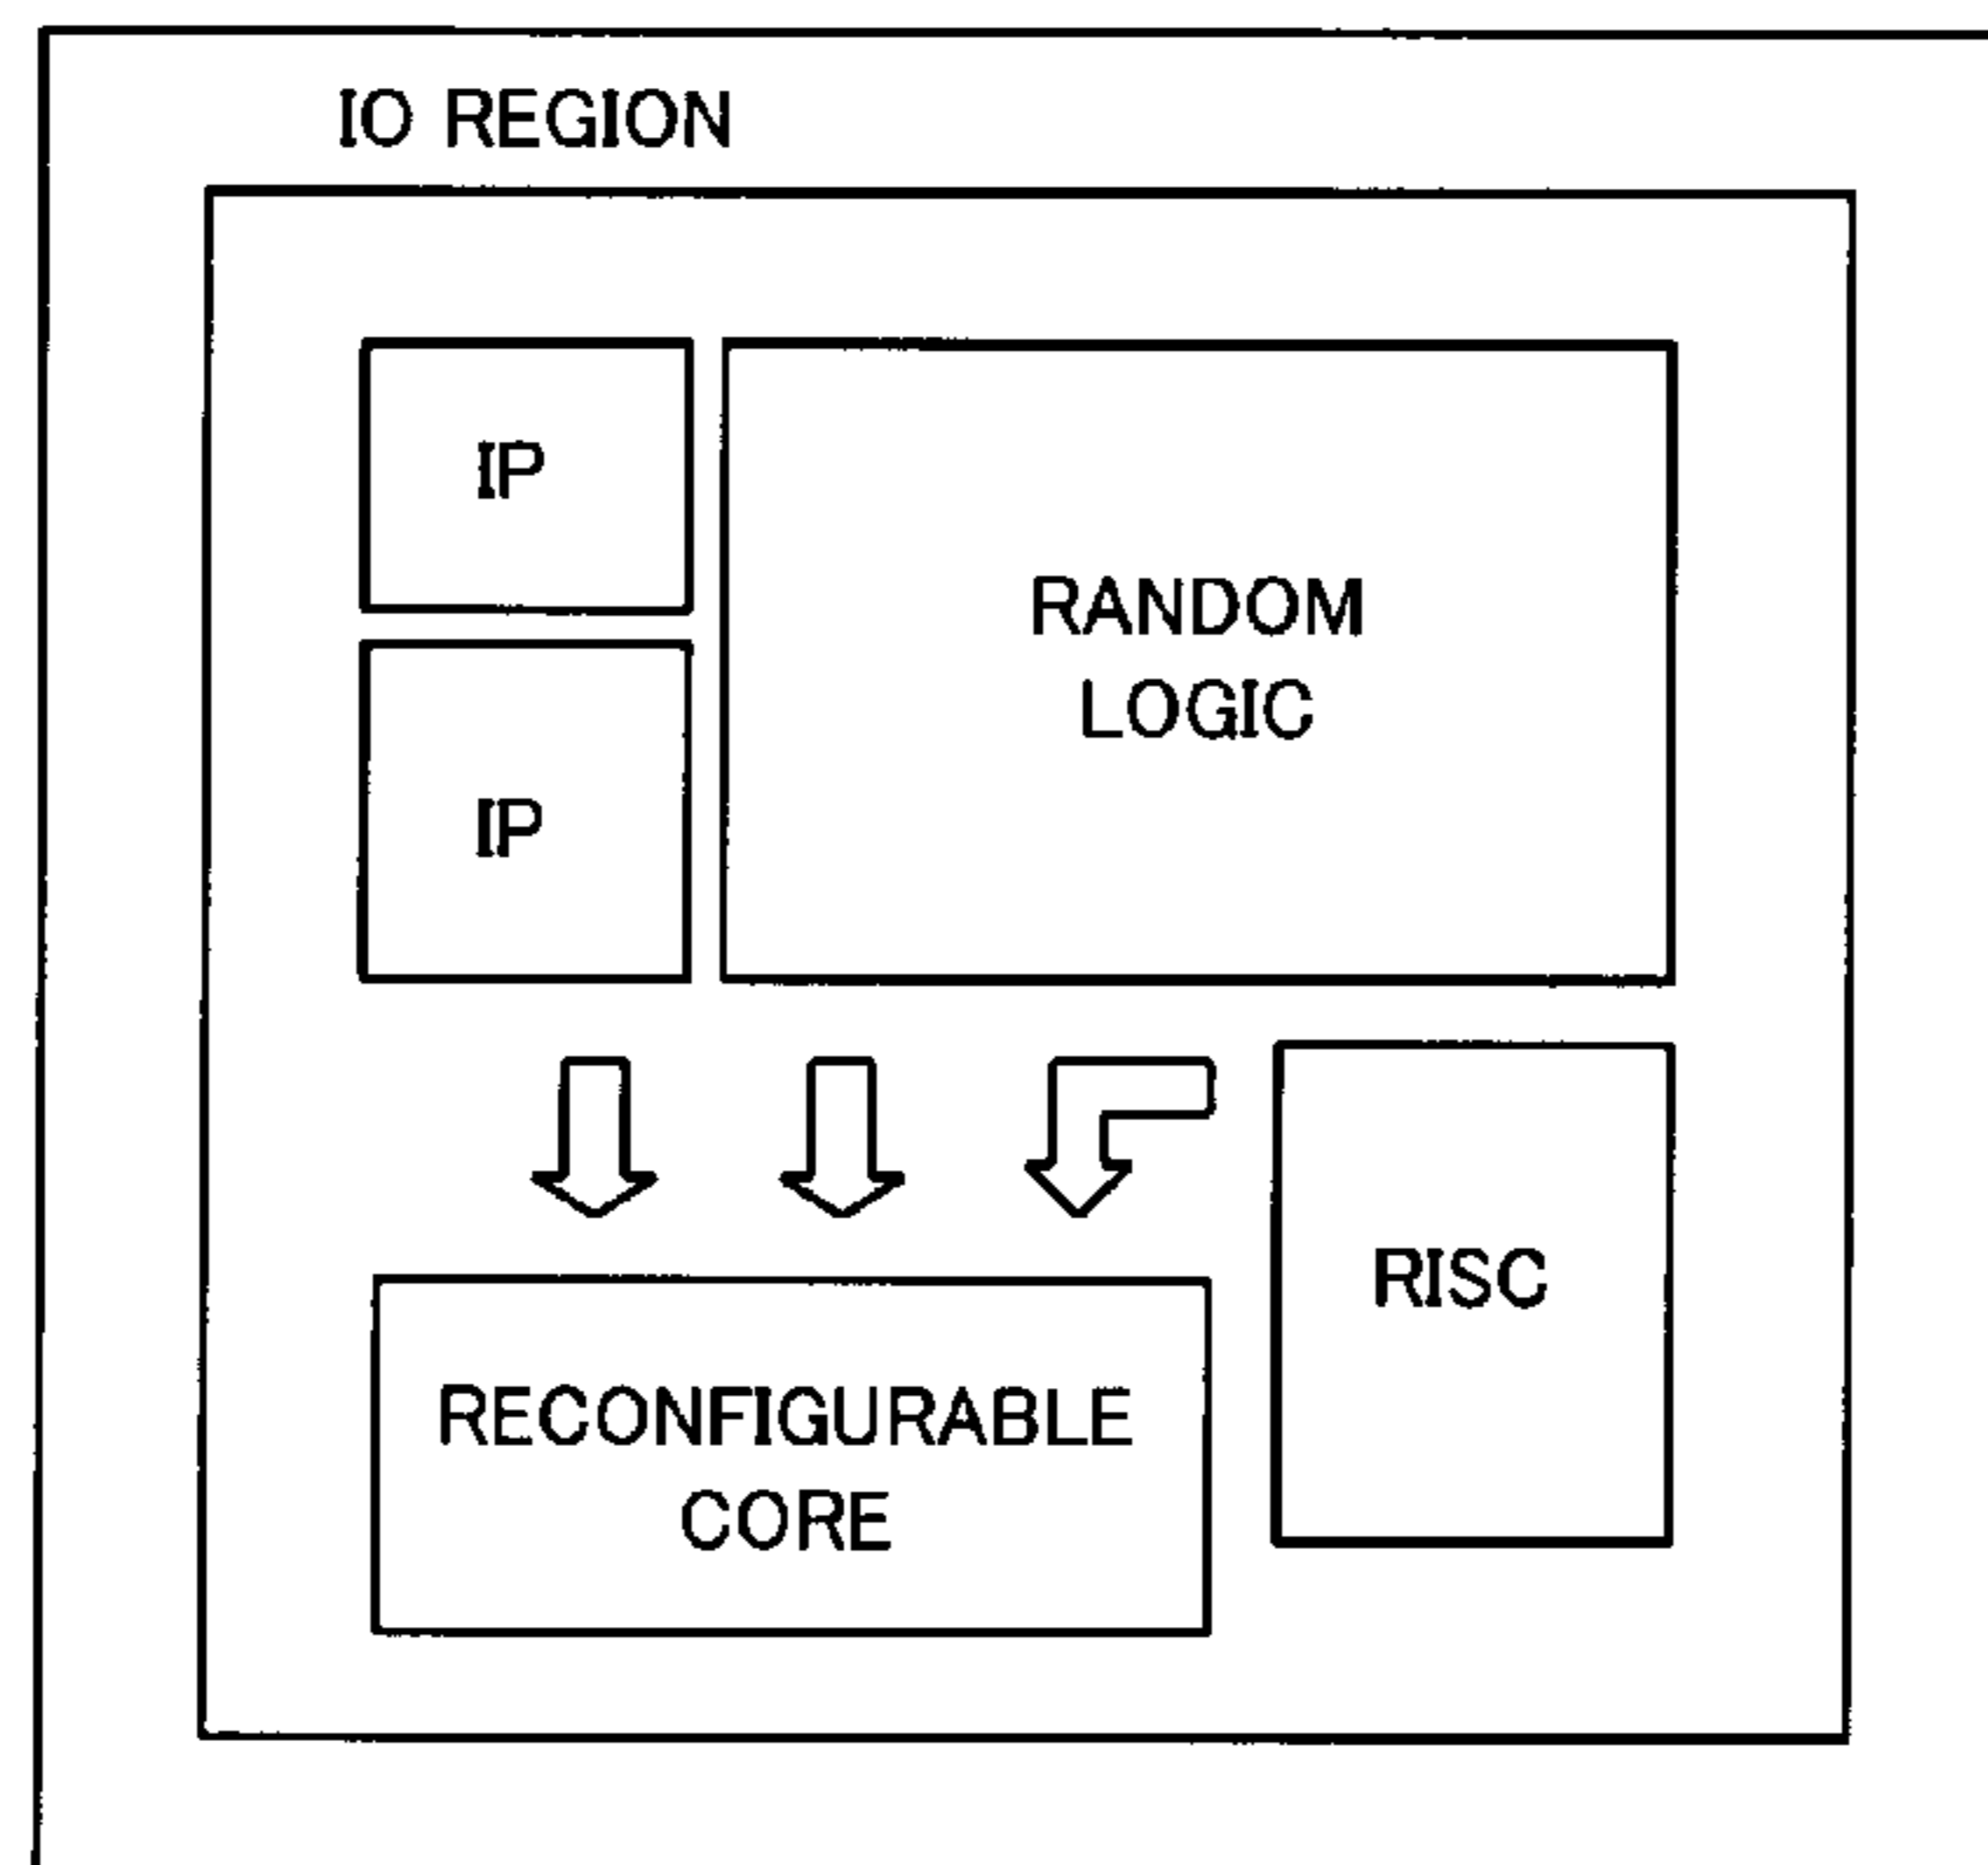 IO REGION
IP
RANDOM
LOGIC
IP
RISC
RECONFIGURABLE
CORE